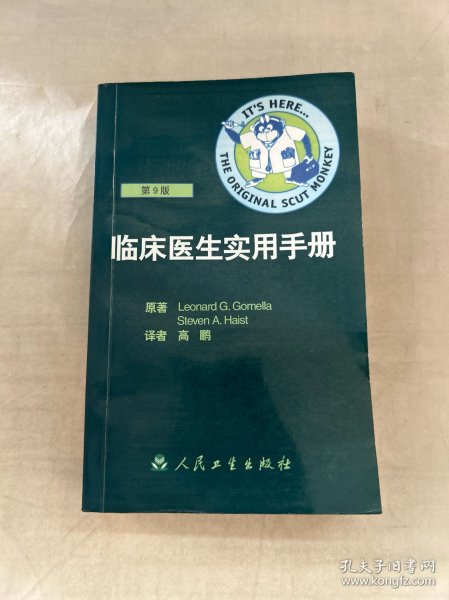 IT'S HERE...
THE ORIGINAL SCUT MONKEY
第9版
临床医生实用手册
原著 Leonard G. Gomella
Steven A. Haist
译者 高 鹏
人民卫生出版社
孔夫子旧书网
www.kongfz.com